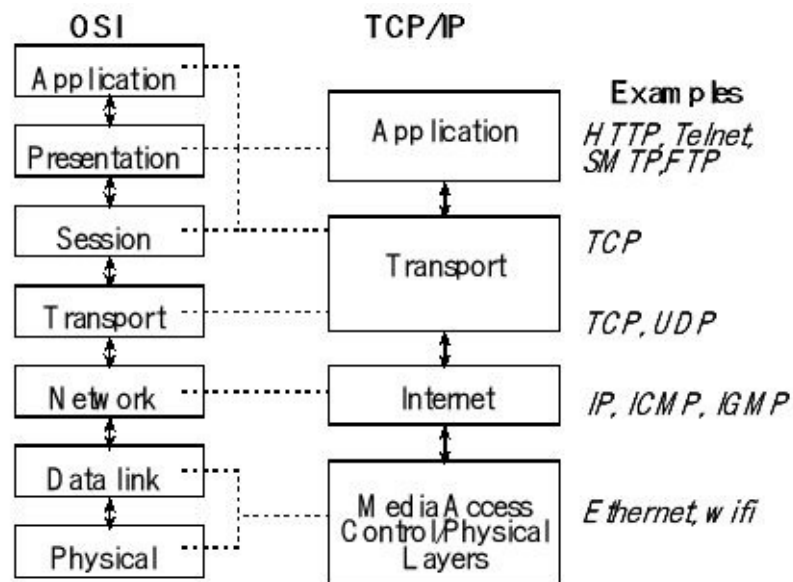 OSI
TCP/IP
Application
Presentation
Session
Transport
Network
Data link
Physical
Application
Transport
Internet
Media Access
Control/Physical
Layers
Examples
HTTP, Telnet,
SMTP,FTP
TCP
TCP, UDP
IP, ICMP, IGMP
Ethernet, wifi